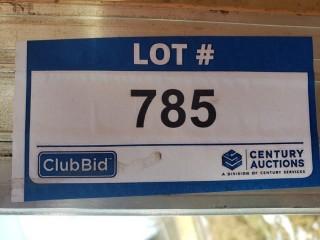 LOT #
785
ClubBid
CENTURY
AUCTIONS
A DIVISION OF CENTURY SERVICES